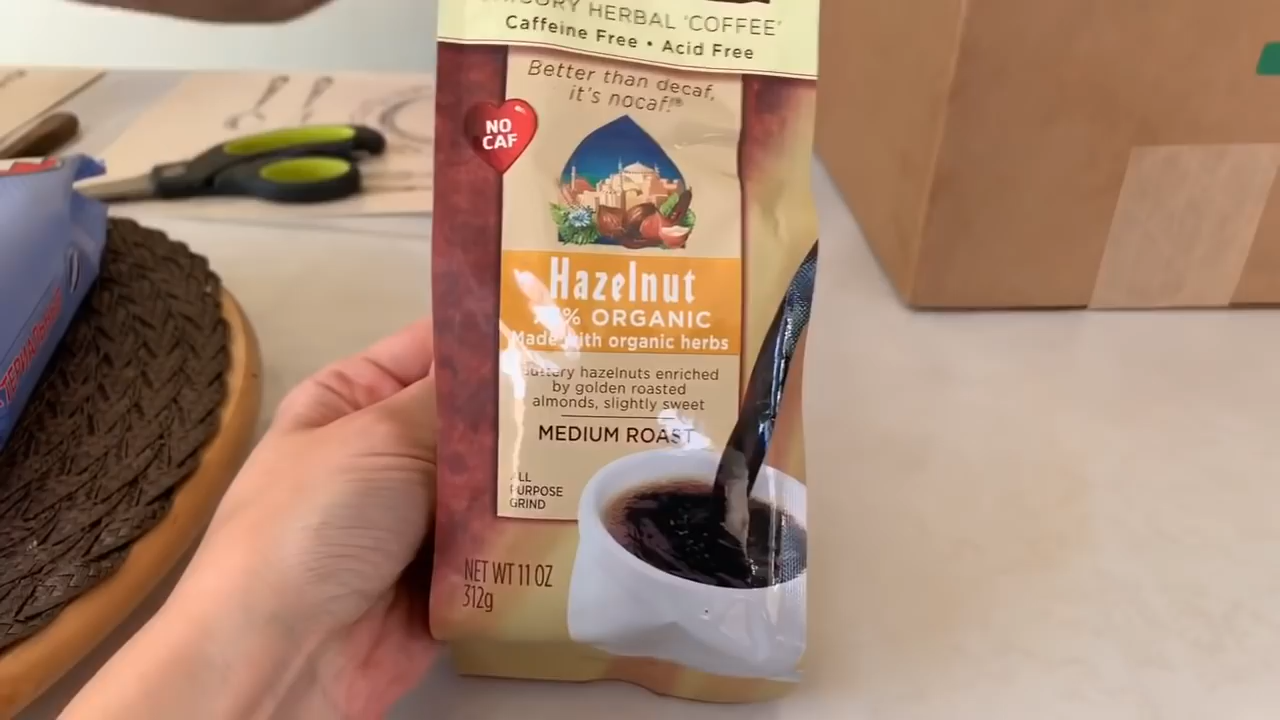 HERBAL 'COFFEE'
Caffeine Free • Acid Free
Better than decaf,
it's nocaf!®
NO
CAF
Hazelnut
% ORGANIC
Made with organic herbs
Buttery hazelnuts enriched
by golden roasted
almonds, slightly sweet
MEDIUM ROAST
ALL
PURPOSE
GRIND
NET WT 11 OZ
312g